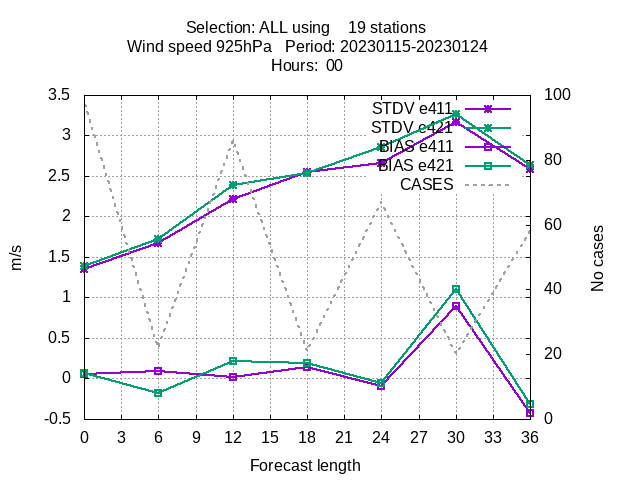 Selection: ALL using 19 stations
Wind speed 925hPa Period: 20230115-20230124
Hours: 00
3.5
3
2.5
2
1.5
1
0.5
0
-0.5
m/s
STDV e411
STDV e421
BIAS e411
BIAS e421
CASES
100
80
60
40
20
0
No cases
0 3 6 9 12 15 18 21 24 27 30 33 36
Forecast length